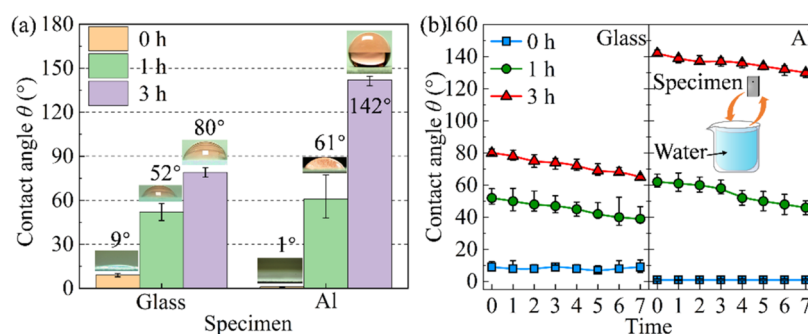 (a)
180
150
120
90
60
30
0
Contact angle θ (°)
0 h
1 h
3 h
9°
52°
80°
1°
61°
142°
Glass
Al
Specimen
(b)
160
140
120
100
80
60
40
20
0
Contact angle θ (°)
0 h
1 h
3 h
Glass
A
Specimen
Water
0 1 2 3 4 5 6 7 0 1 2 3 4 5 6 7
Time